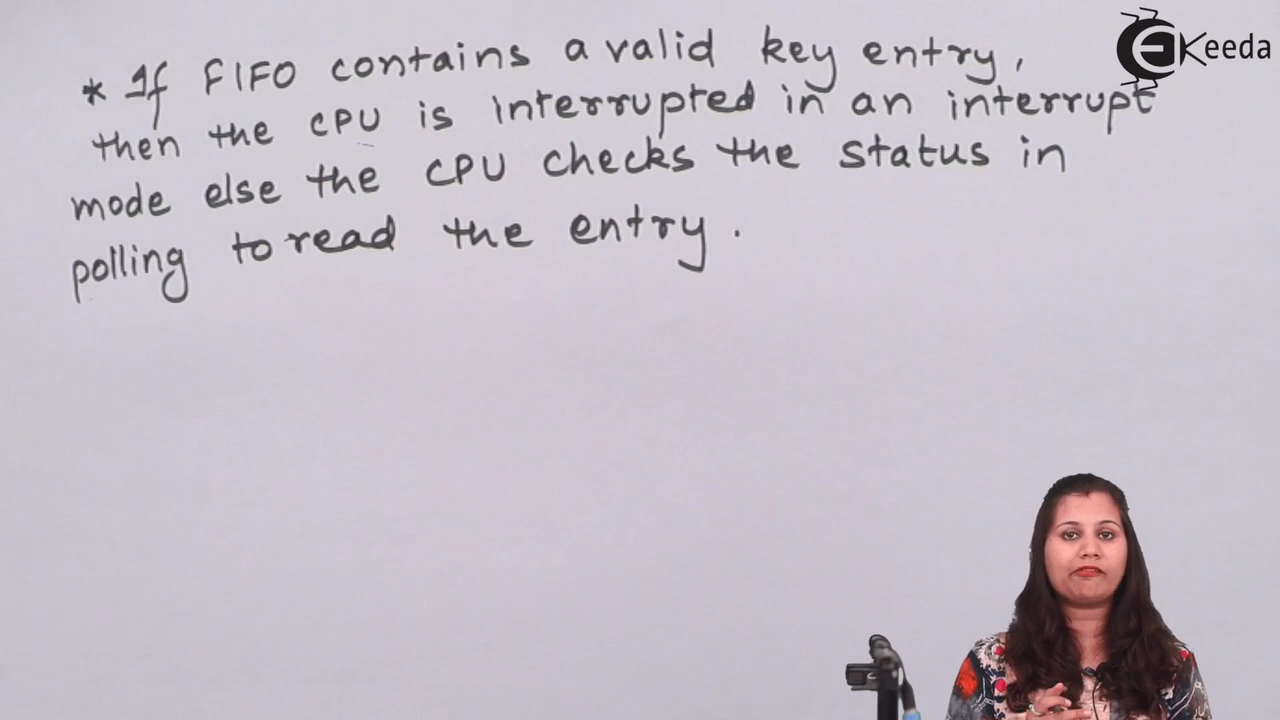 * If FIFO contains a valid key entry,
then the CPU is interrupted in an interrupt
mode else the CPU checks the status in
polling to read the entry.
EKeeda